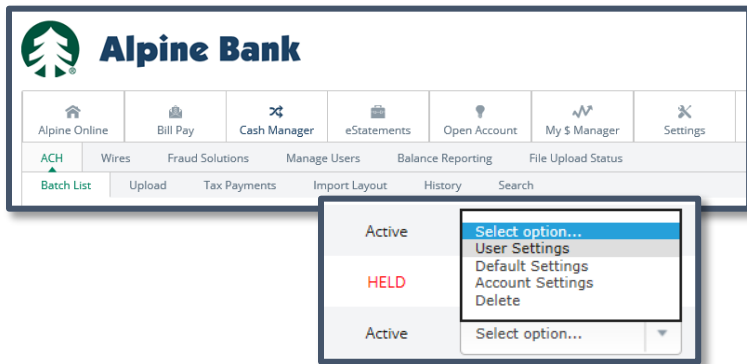 Alpine Bank
Alpine Online Bill Pay Cash Manager eStatements Open Account My $ Manager Settings
ACH Wires Fraud Solutions Manage Users Balance Reporting File Upload Status
Batch List Upload Tax Payments Import Layout History Search
Active Select option...
User Settings
Default Settings
HELD Account Settings
Delete
Active Select option...